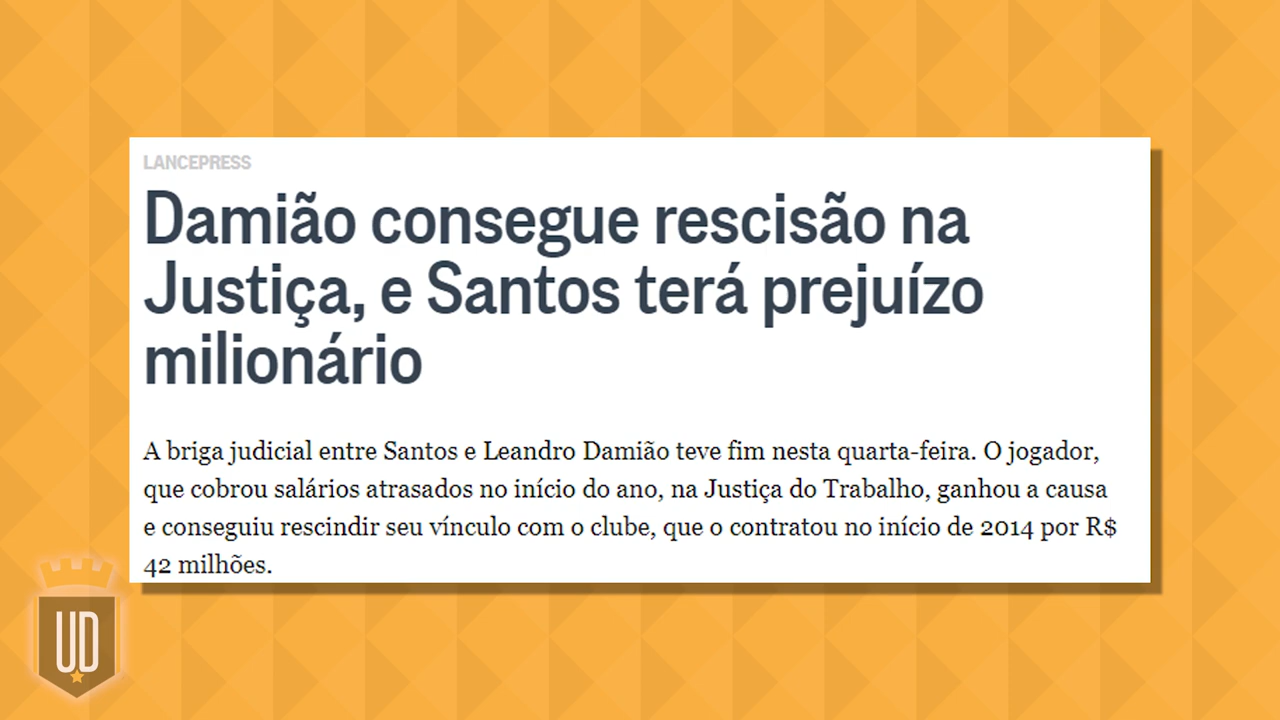 LANCEPRESS
Damião consegue rescisão na
Justiça, e Santos terá prejuízo
milionário
A briga judicial entre Santos e Leandro Damião teve fim nesta quarta-feira. O jogador,
que cobrou salários atrasados no início do ano, na Justiça do Trabalho, ganhou a causa
e conseguiu rescindir seu vínculo com o clube, que o contratou no início de 2014 por R$
42 milhões.
UD